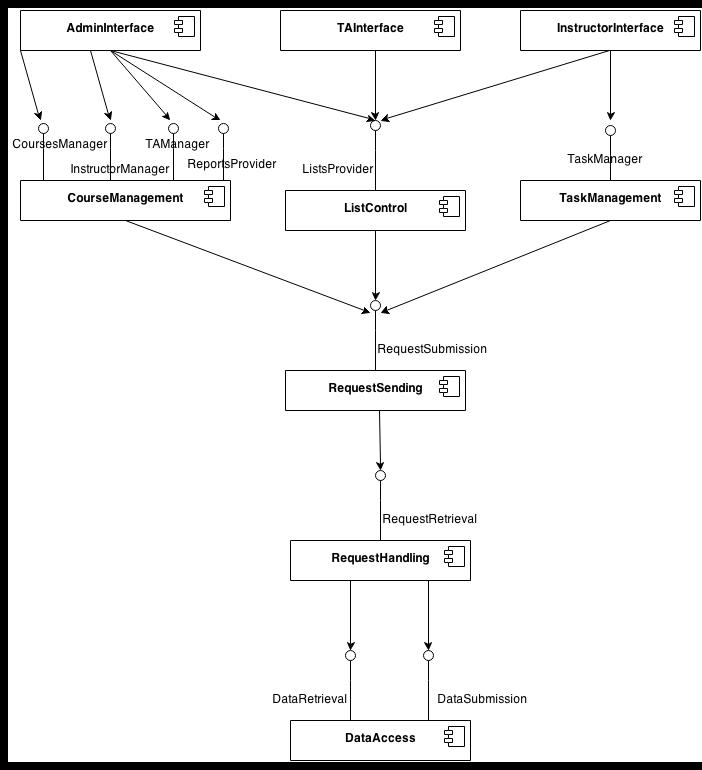 AdminInterface
TAInterface
InstructorInterface
CoursesManager
TAManager
InstructorManager
ReportsProvider
ListsProvider
TaskManager
CourseManagement
ListControl
TaskManagement
RequestSubmission
RequestSending
RequestRetrieval
RequestHandling
DataRetrieval
DataSubmission
DataAccess